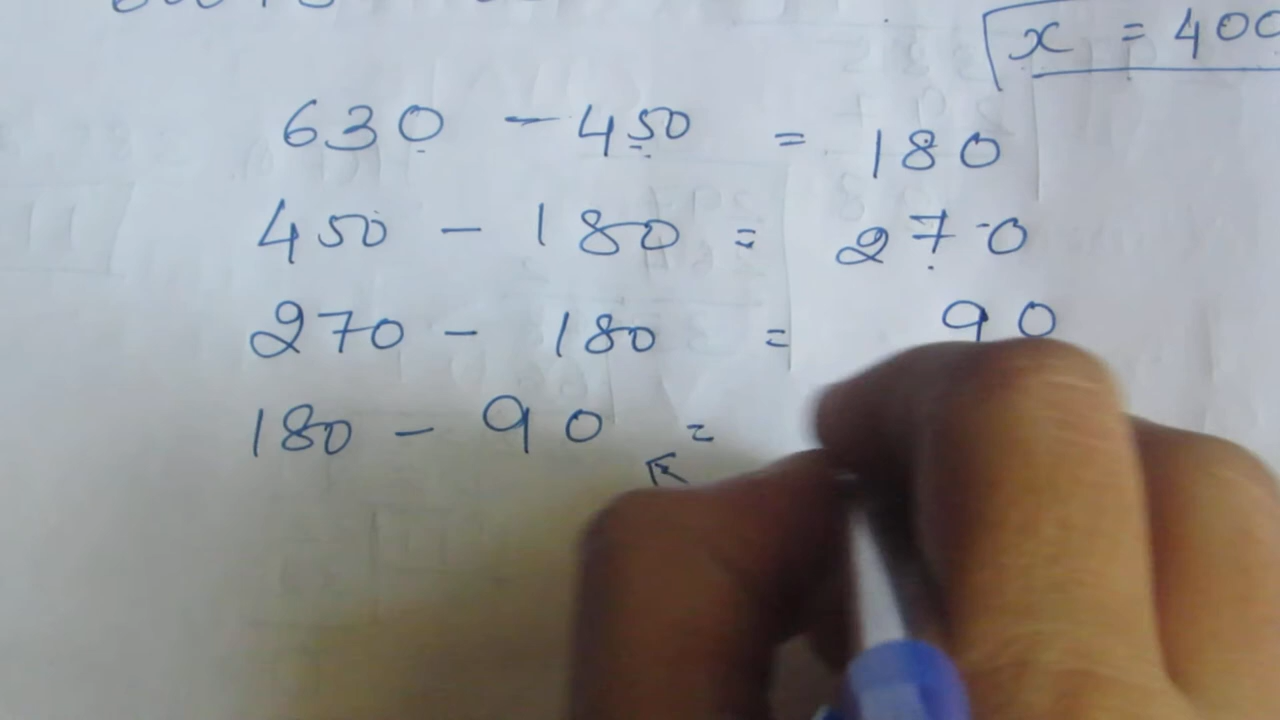 x = 400
630 - 450 = 180
450 - 180 = 270
270 - 180 = 90
180 - 90 =